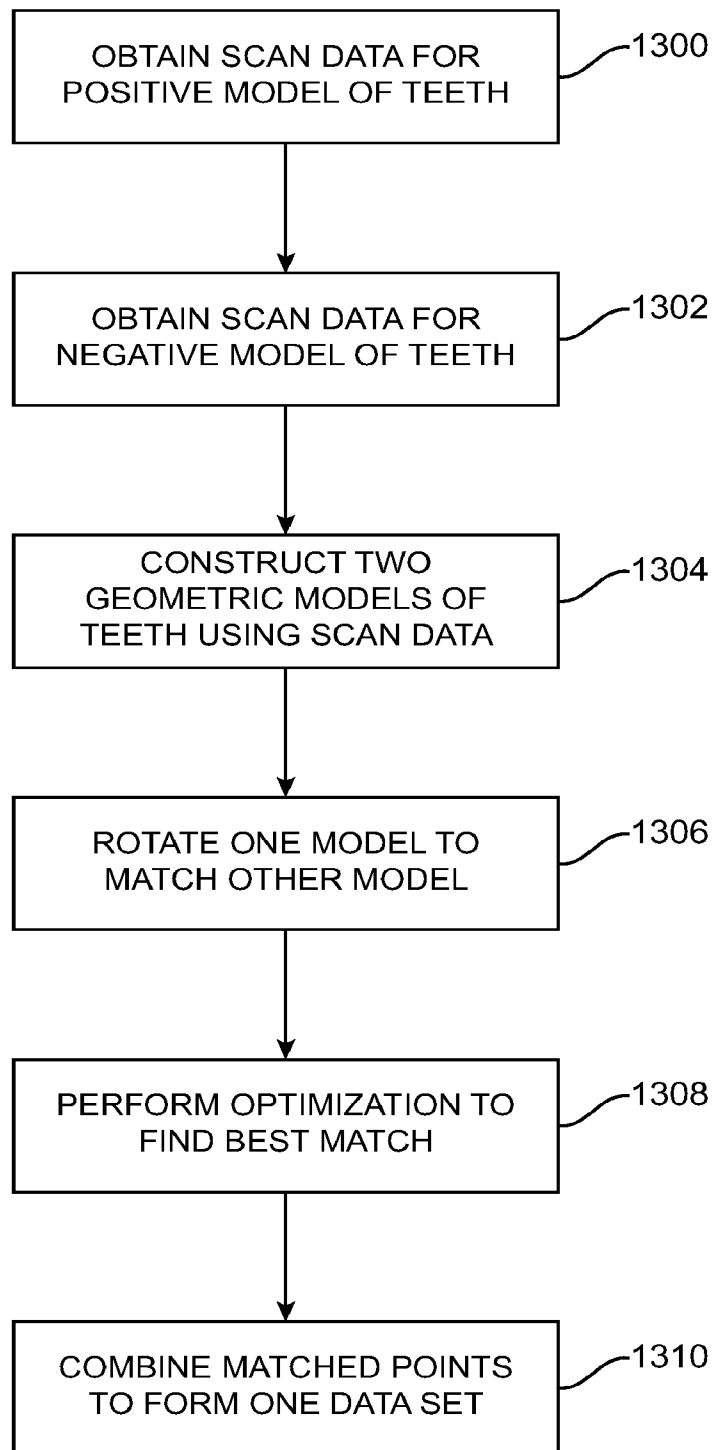 OBTAIN SCAN DATA FOR
POSITIVE MODEL OF TEETH
1300
OBTAIN SCAN DATA FOR
NEGATIVE MODEL OF TEETH
1302
CONSTRUCT TWO
GEOMETRIC MODELS OF
TEETH USING SCAN DATA
1304
ROTATE ONE MODEL TO
MATCH OTHER MODEL
1306
PERFORM OPTIMIZATION TO
FIND BEST MATCH
1308
COMBINE MATCHED POINTS
TO FORM ONE DATA SET
1310